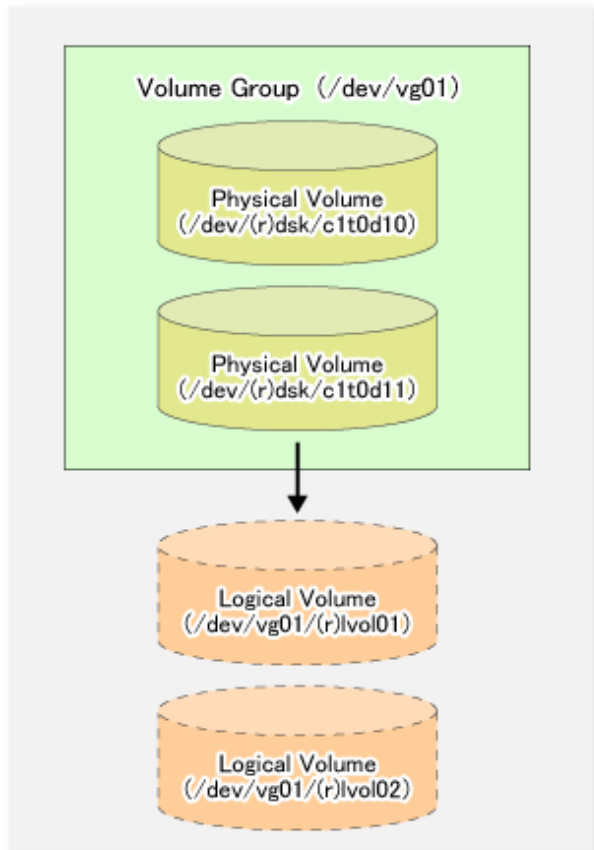 Volume Group (/dev/vg01)
Physical Volume
(/dev/(r)dsk/c1t0d10)
Physical Volume
(/dev/(r)dsk/c1t0d11)
Logical Volume
(/dev/vg01/(r)lvol01)
Logical Volume
(/dev/vg01/(r)lvol02)